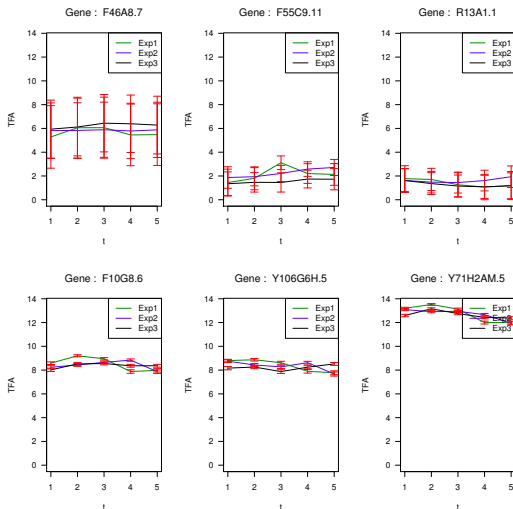 Gene : F46A8.7
Gene : F55C9.11
Gene : R13A1.1
TFA
14
12
10
8
6
4
2
0
1 2 3 4 5
t
Exp1
Exp2
Exp3
TFA
14
12
10
8
6
4
2
0
1 2 3 4 5
t
Exp1
Exp2
Exp3
TFA
14
12
10
8
6
4
2
0
1 2 3 4 5
t
Exp1
Exp2
Exp3
Gene : F10G8.6
Gene : Y106G6H.5
Gene : Y71H2AM.5
TFA
14
12
10
8
6
4
2
0
1 2 3 4 5
t
Exp1
Exp2
Exp3
TFA
14
12
10
8
6
4
2
0
1 2 3 4 5
t
Exp1
Exp2
Exp3
TFA
14
12
10
8
6
4
2
0
1 2 3 4 5
t
Exp1
Exp2
Exp3